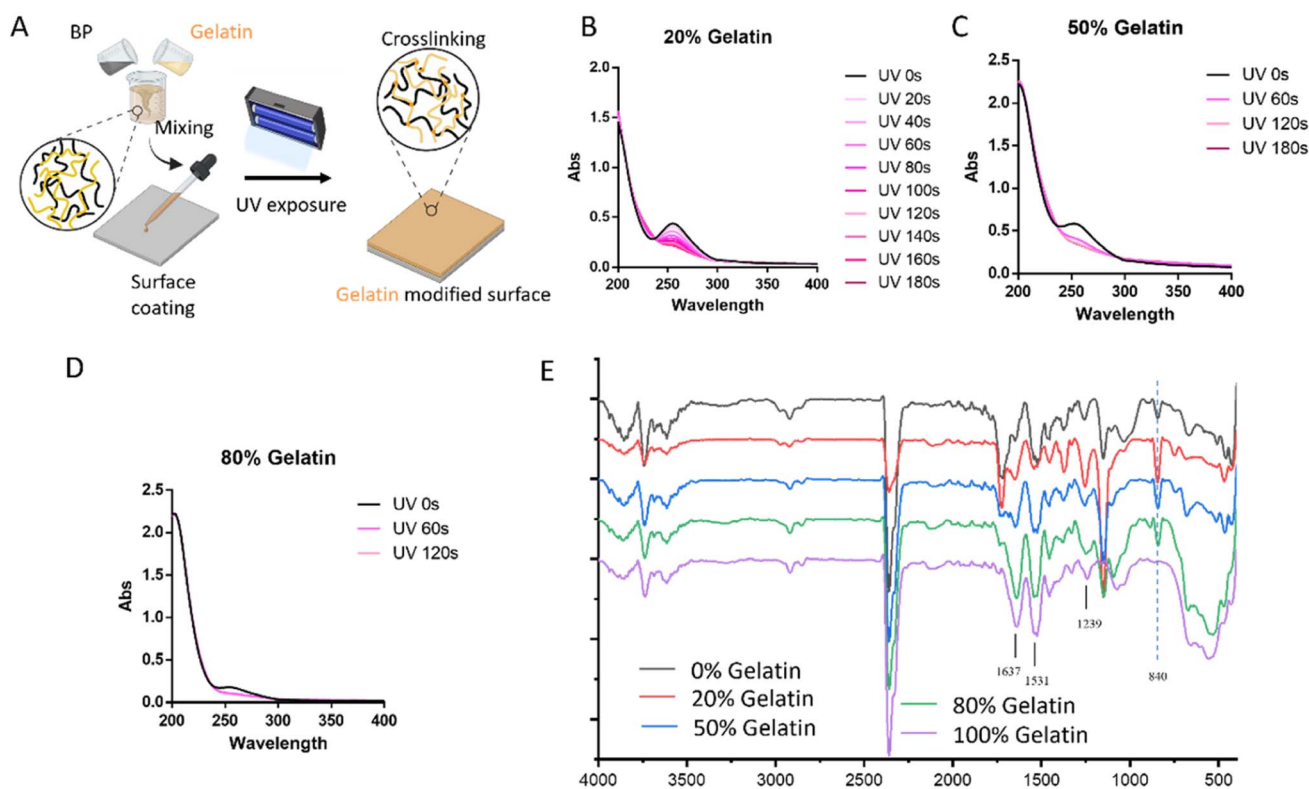 A
BP
Gelatin
Mixing
Surface
coating
UV exposure
Crosslinking
Gelatin modified surface
B
20% Gelatin
Abs
2.0
1.5
1.0
0.5
0.0
200 250 300 350 400
Wavelength
UV 0s
UV 20s
UV 40s
UV 60s
UV 80s
UV 100s
UV 120s
UV 140s
UV 160s
UV 180s
C
50% Gelatin
Abs
2.5
2.0
1.5
1.0
0.5
0.0
200 250 300 350 400
Wavelength
UV 0s
UV 60s
UV 120s
UV 180s
D
80% Gelatin
Abs
2.5
2.0
1.5
1.0
0.5
0.0
200 250 300 350 400
Wavelength
UV 0s
UV 60s
UV 120s
E
1637
1531
1239
840
0% Gelatin
20% Gelatin
50% Gelatin
80% Gelatin
100% Gelatin
4000 3500 3000 2500 2000 1500 1000 500